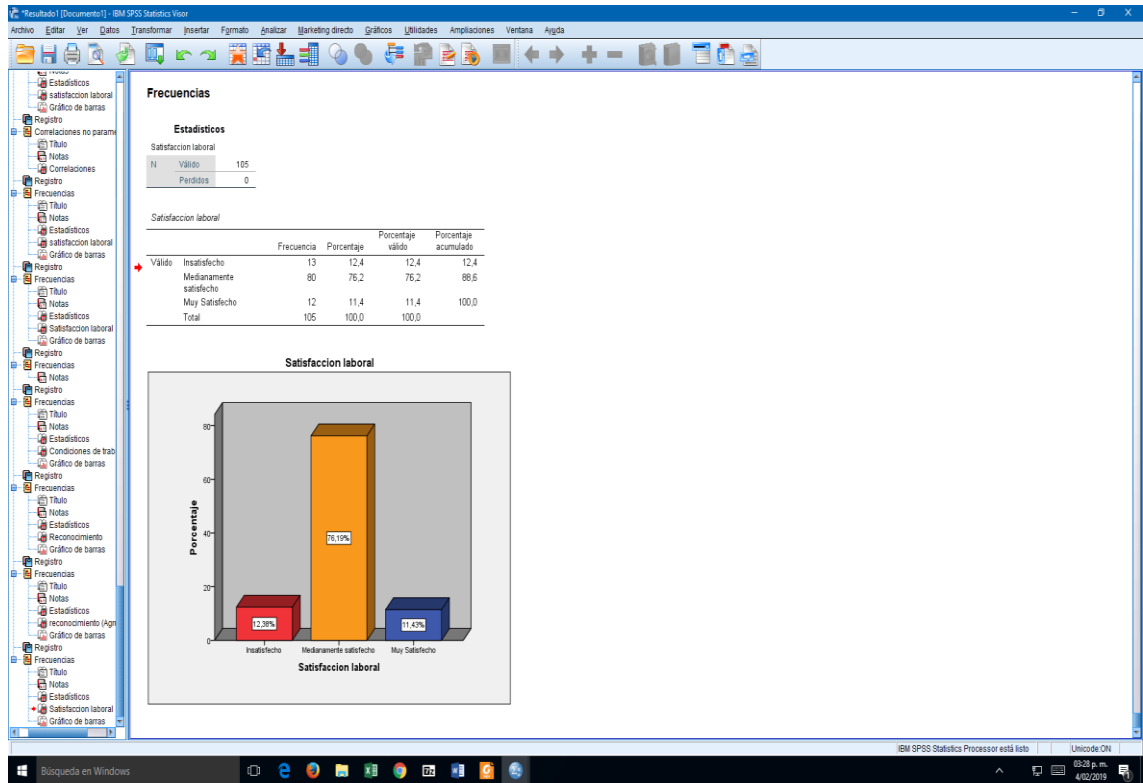 *Resultado1 [Documento1] - IBM SPSS Statistics Visor
Archivo Editar Ver Datos Transformar Insertar Formato Analizar Marketing directo Gráficos Utilidades Ampliaciones Ventana Ayuda
Notas
Estadísticos
satisfaccion laboral
Gráfico de barras
Registro
Correlaciones no parame
Título
Notas
Correlaciones
Registro
Frecuencias
Título
Notas
Estadísticos
satisfaccion laboral
Gráfico de barras
Registro
Frecuencias
Título
Notas
Estadísticos
Satisfaccion laboral
Gráfico de barras
Registro
Frecuencias
Notas
Registro
Frecuencias
Título
Notas
Estadísticos
Condiciones de trab
Gráfico de barras
Registro
Frecuencias
Título
Notas
Estadísticos
Reconocimiento
Gráfico de barras
Registro
Frecuencias
Título
Notas
Estadísticos
reconocimiento (Agr
Gráfico de barras
Registro
Frecuencias
Título
Notas
Estadísticos
Satisfaccion laboral
Gráfico de barras
Frecuencias
Estadísticos
Satisfaccion laboral
N Válido 105
Perdidos 0
Satisfaccion laboral
Frecuencia Porcentaje Porcentaje válido Porcentaje acumulado
Válido Insatisfecho 13 12,4 12,4 12,4
Medianamente satisfecho 80 76,2 76,2 88,6
Muy Satisfecho 12 11,4 11,4 100,0
Total 105 100,0 100,0
Satisfaccion laboral
Porcentaje
80
60
40
20
0
12,38%
76,19%
11,43%
Insatisfecho Medianamente satisfecho Muy Satisfecho
Satisfaccion laboral
IBM SPSS Statistics Processor está listo Unicode:ON
Búsqueda en Windows
03:28 p. m.
4/02/2019